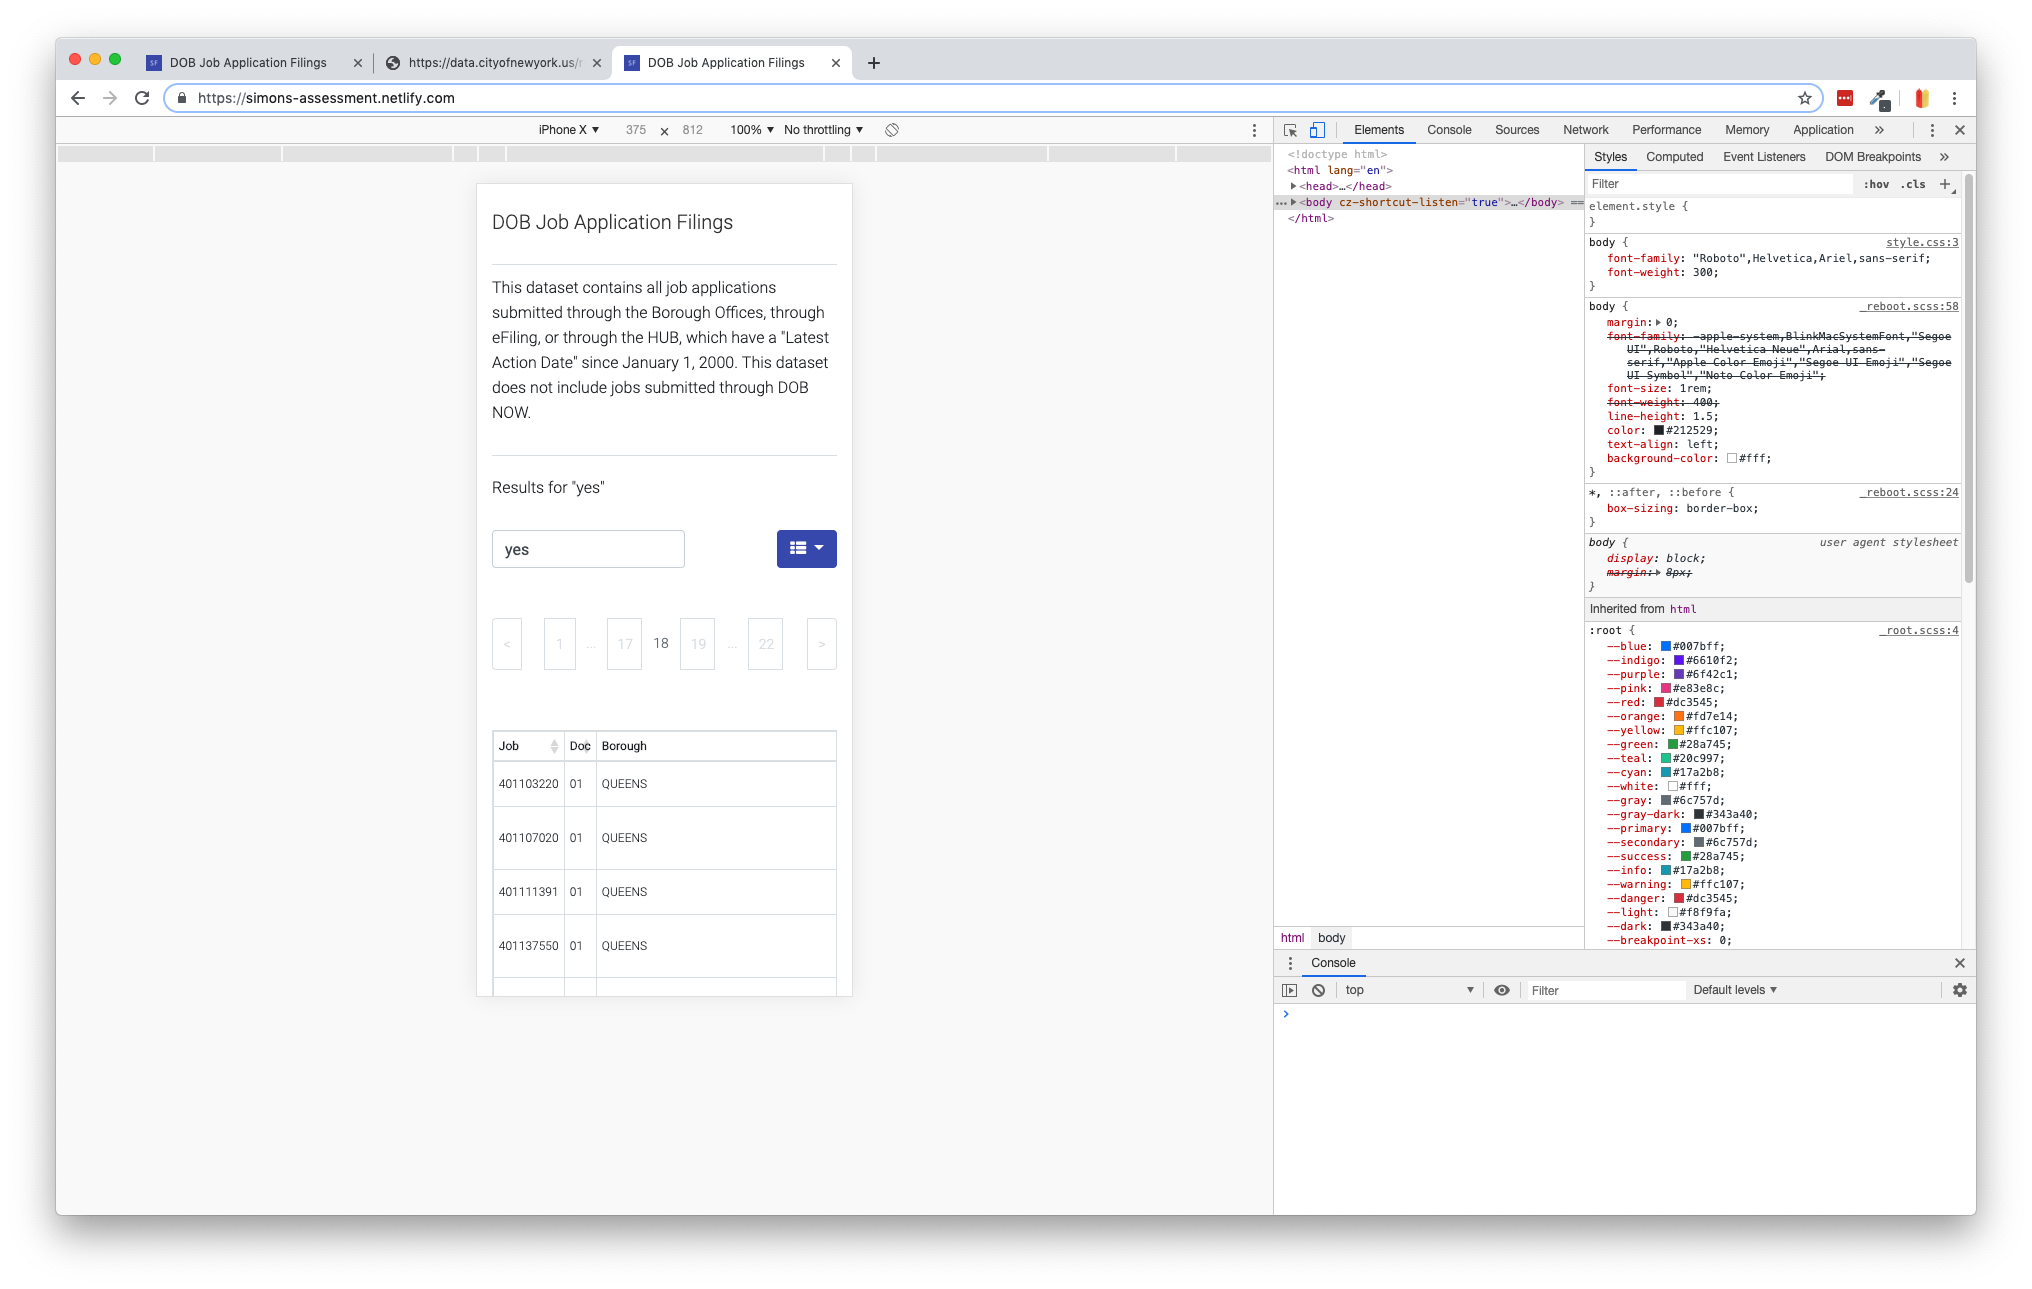 DOB Job Application Filings
https://data.cityofnewyork.us/
DOB Job Application Filings
https://simons-assessment.netlify.com
iPhone X ▼ 375 × 812 100% ▼ No throttling ▼
Elements Console Sources Network Performance Memory Application »
<!doctype html>
<html lang="en">
<head>…</head>
<body cz-shortcut-listen="true">…</body> ==
</html>
html body
DOB Job Application Filings
This dataset contains all job applications
submitted through the Borough Offices, through
eFiling, or through the HUB, which have a "Latest
Action Date" since January 1, 2000. This dataset
does not include jobs submitted through DOB
NOW.
Results for "yes"
yes
< 1 ... 17 18 19 ... 22 >
Job Doc Borough
401103220 01 QUEENS
401107020 01 QUEENS
401111391 01 QUEENS
401137550 01 QUEENS
Styles Computed Event Listeners DOM Breakpoints »
Filter :hov .cls +
element.style {
}
body { style.css:3
font-family: "Roboto",Helvetica,Ariel,sans-serif;
font-weight: 300;
}
body { _reboot.scss:58
margin: 0;
font-family: -apple-system,BlinkMacSystemFont,"Segoe
UI",Roboto,"Helvetica Neue",Arial,sans-
serif,"Apple Color Emoji","Segoe UI Emoji","Segoe
UI Symbol","Noto Color Emoji";
font-size: 1rem;
font-weight: 400;
line-height: 1.5;
color: #212529;
text-align: left;
background-color: #fff;
}
*, ::after, ::before { _reboot.scss:24
box-sizing: border-box;
}
body { user agent stylesheet
display: block;
margin: 8px;
}
Inherited from html
:root { _root.scss:4
--blue: #007bff;
--indigo: #6610f2;
--purple: #6f42c1;
--pink: #e83e8c;
--red: #dc3545;
--orange: #fd7e14;
--yellow: #ffc107;
--green: #28a745;
--teal: #20c997;
--cyan: #17a2b8;
--white: #fff;
--gray: #6c757d;
--gray-dark: #343a40;
--primary: #007bff;
--secondary: #6c757d;
--success: #28a745;
--info: #17a2b8;
--warning: #ffc107;
--danger: #dc3545;
--light: #f8f9fa;
--dark: #343a40;
--breakpoint-xs: 0;
Console
top ▼ Filter Default levels ▼